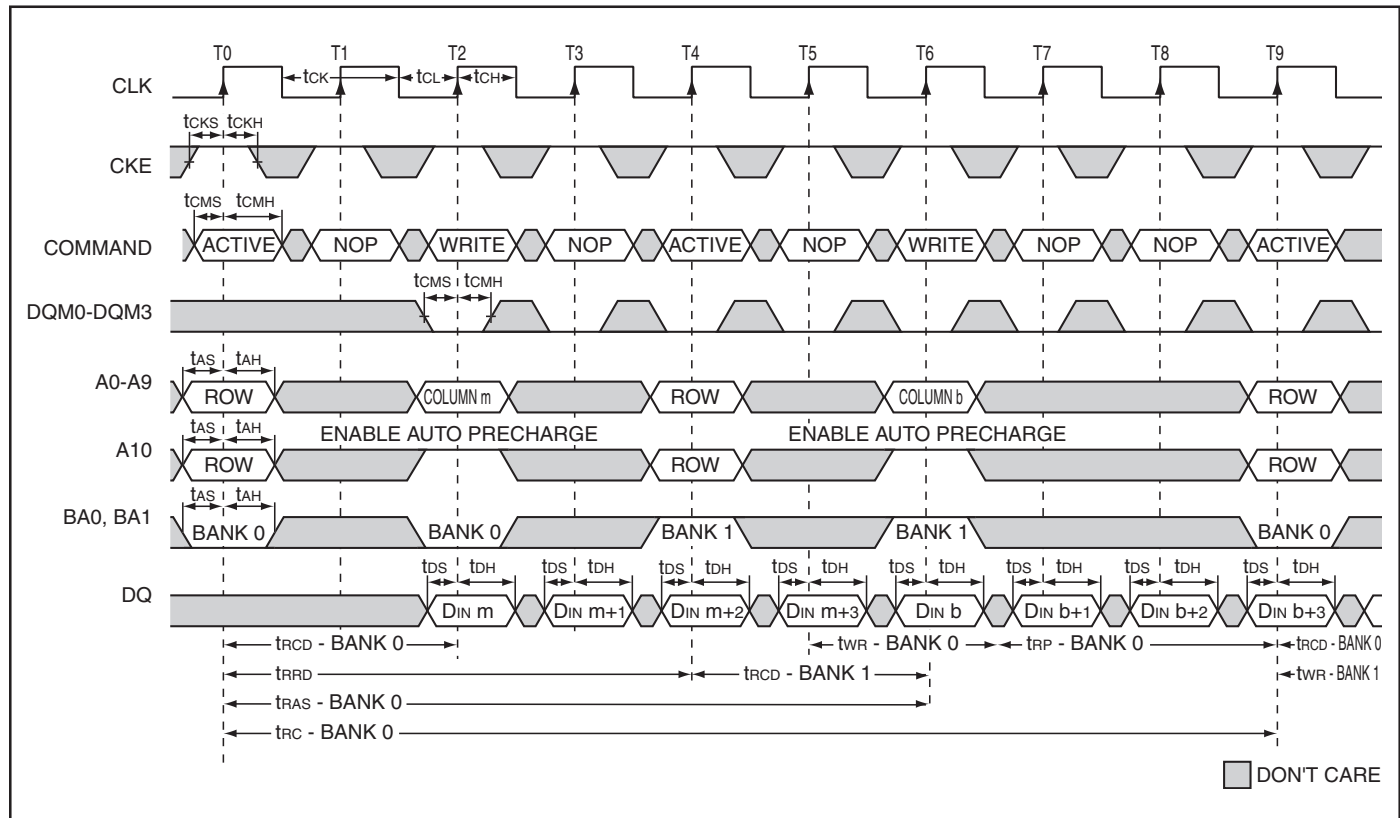 T0 T1 T2 T3 T4 T5 T6 T7 T8 T9
CLK tCK tCL tCH
tCKS tCKH
CKE
tCMS tCMH
COMMAND ACTIVE NOP WRITE NOP ACTIVE NOP WRITE NOP NOP ACTIVE
tCMS tCMH
DQM0-DQM3
tAS tAH
A0-A9 ROW COLUMN m ROW COLUMN b ROW
tAS tAH ENABLE AUTO PRECHARGE ENABLE AUTO PRECHARGE
A10 ROW ROW ROW
tAS tAH
BA0, BA1 BANK 0 BANK 0 BANK 1 BANK 1 BANK 0
tDS tDH tDS tDH tDS tDH tDS tDH tDS tDH tDS tDH tDS tDH tDS tDH
DQ DIN m DIN m+1 DIN m+2 DIN m+3 DIN b DIN b+1 DIN b+2 DIN b+3
tRCD - BANK 0 tWR - BANK 0 tRP - BANK 0 tRCD - BANK 0
tRRD tRCD - BANK 1 tWR - BANK 1
tRAS - BANK 0
tRC - BANK 0
DON'T CARE